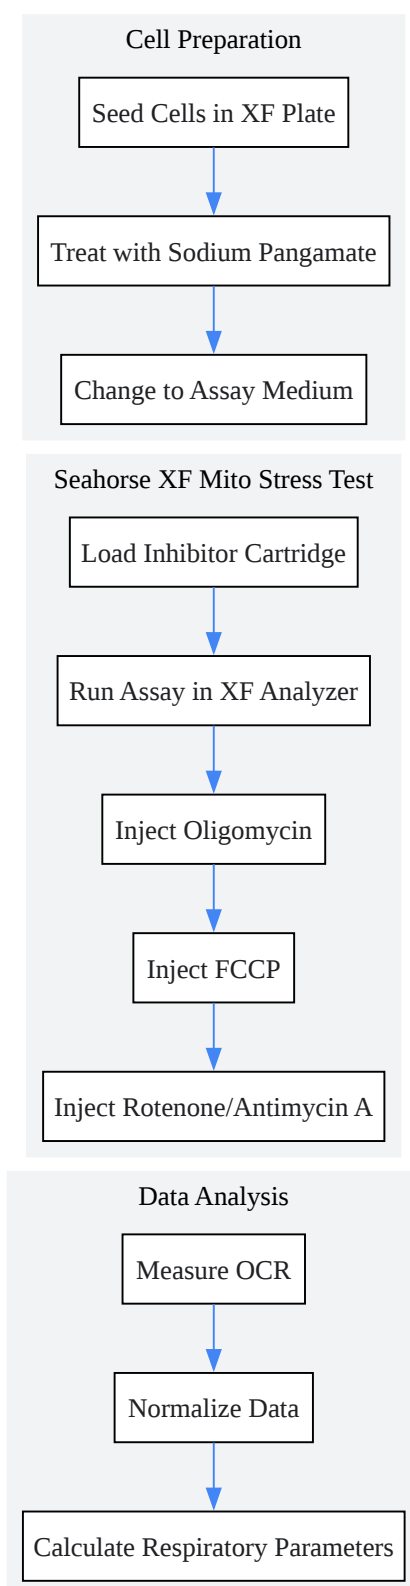 Cell Preparation
Seed Cells in XF Plate
Treat with Sodium Pangamate
Change to Assay Medium
Seahorse XF Mito Stress Test
Load Inhibitor Cartridge
Run Assay in XF Analyzer
Inject Oligomycin
Inject FCCP
Inject Rotenone/Antimycin A
Data Analysis
Measure OCR
Normalize Data
Calculate Respiratory Parameters